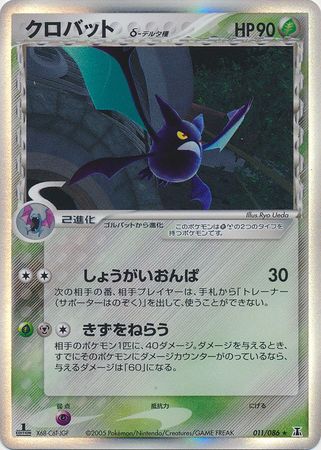 クロバット δ-デルタ種 HP90
Illus.Ryo Ueda
2進化 ゴルバットから進化
このポケモンは の2つのタイプを
持つポケモンです。
しょうがいおんぱ 30
次の相手の番、相手プレイヤーは、手札から「トレーナー
(サポーターはのぞく)」を出して、使うことができない。
きずをねらう
相手のポケモン1匹に、40ダメージ。ダメージを与えるとき、
すでにそのポケモンにダメージカウンターがのっているなら、
与えるダメージは「60」になる。
弱点 抵抗力 にげる
1 EDITION X68-C6f-JGF ©2005 Pokémon/Nintendo/Creatures/GAME FREAK 011/086 ★